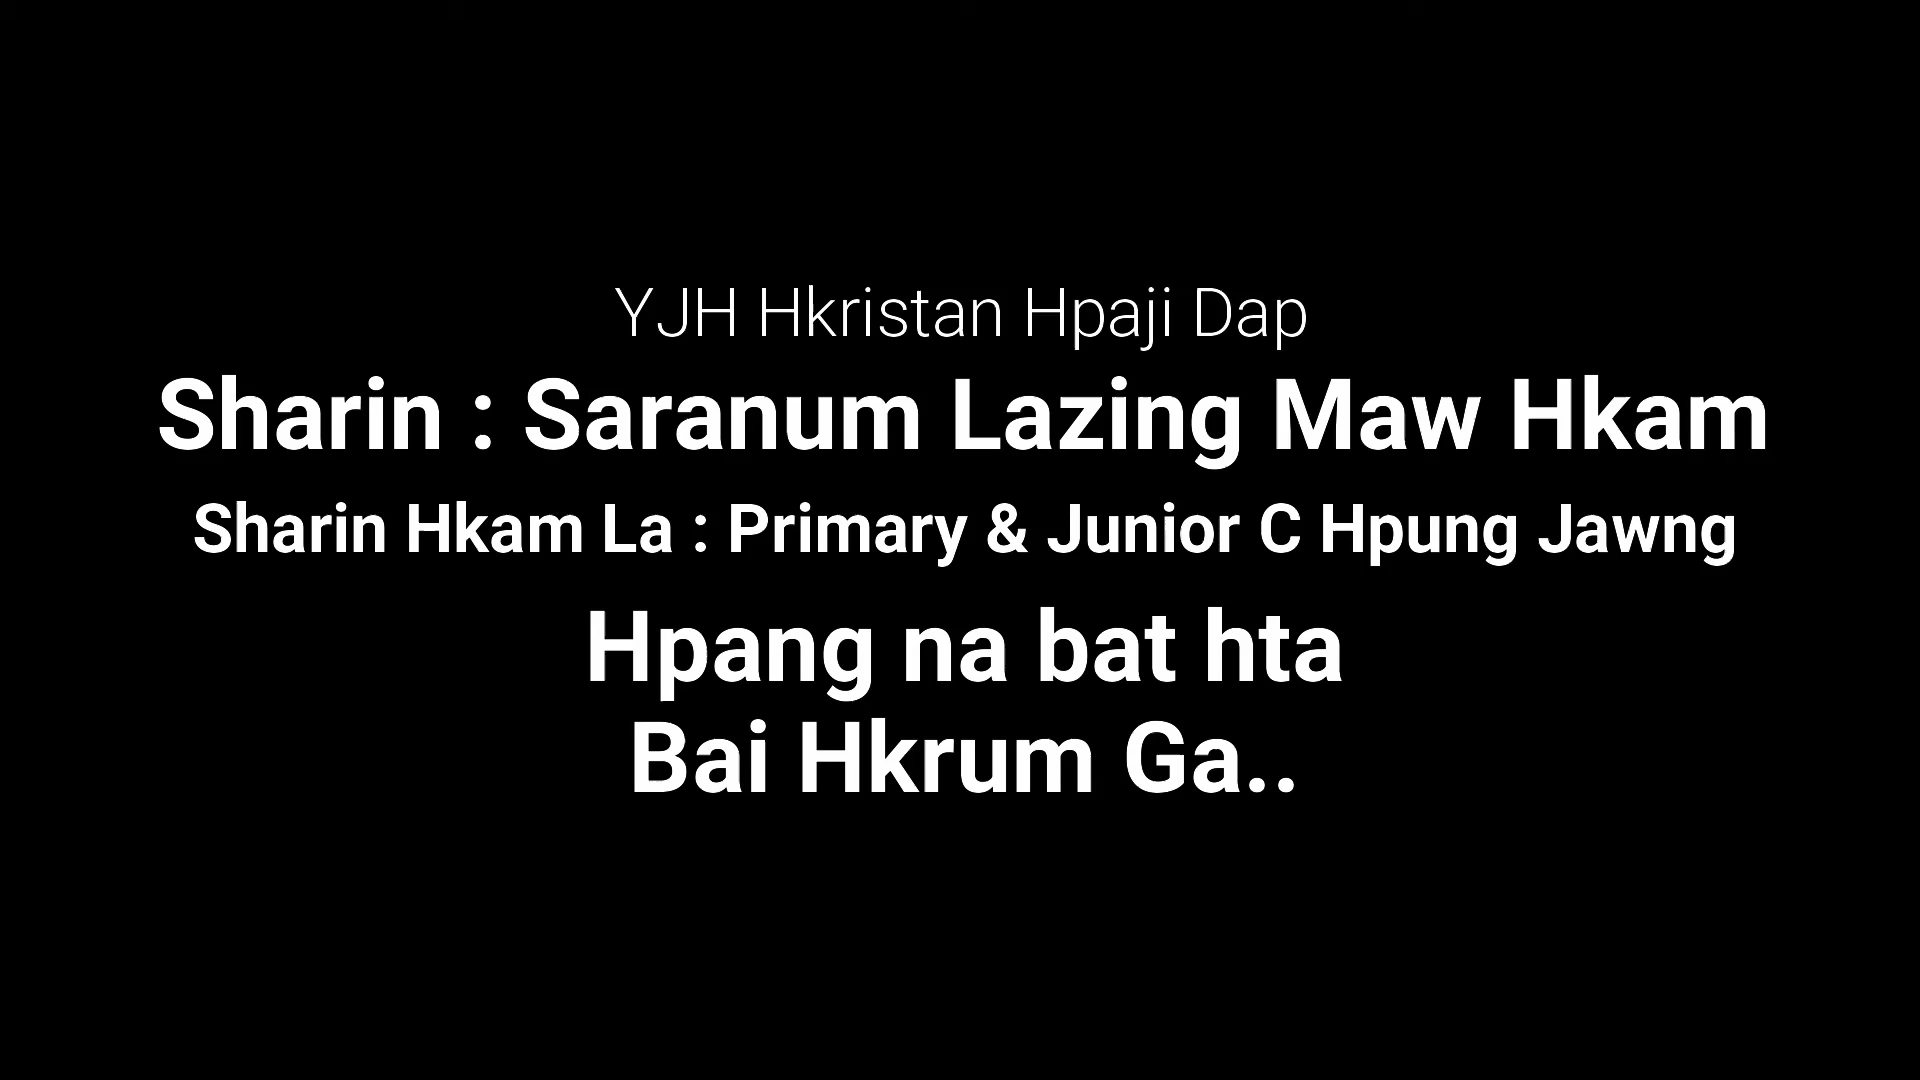 YJH Hkristan Hpaji Dap
Sharin : Saranum Lazing Maw Hkam
Sharin Hkam La : Primary & Junior C Hpung Jawng
Hpang na bat hta
Bai Hkrum Ga..